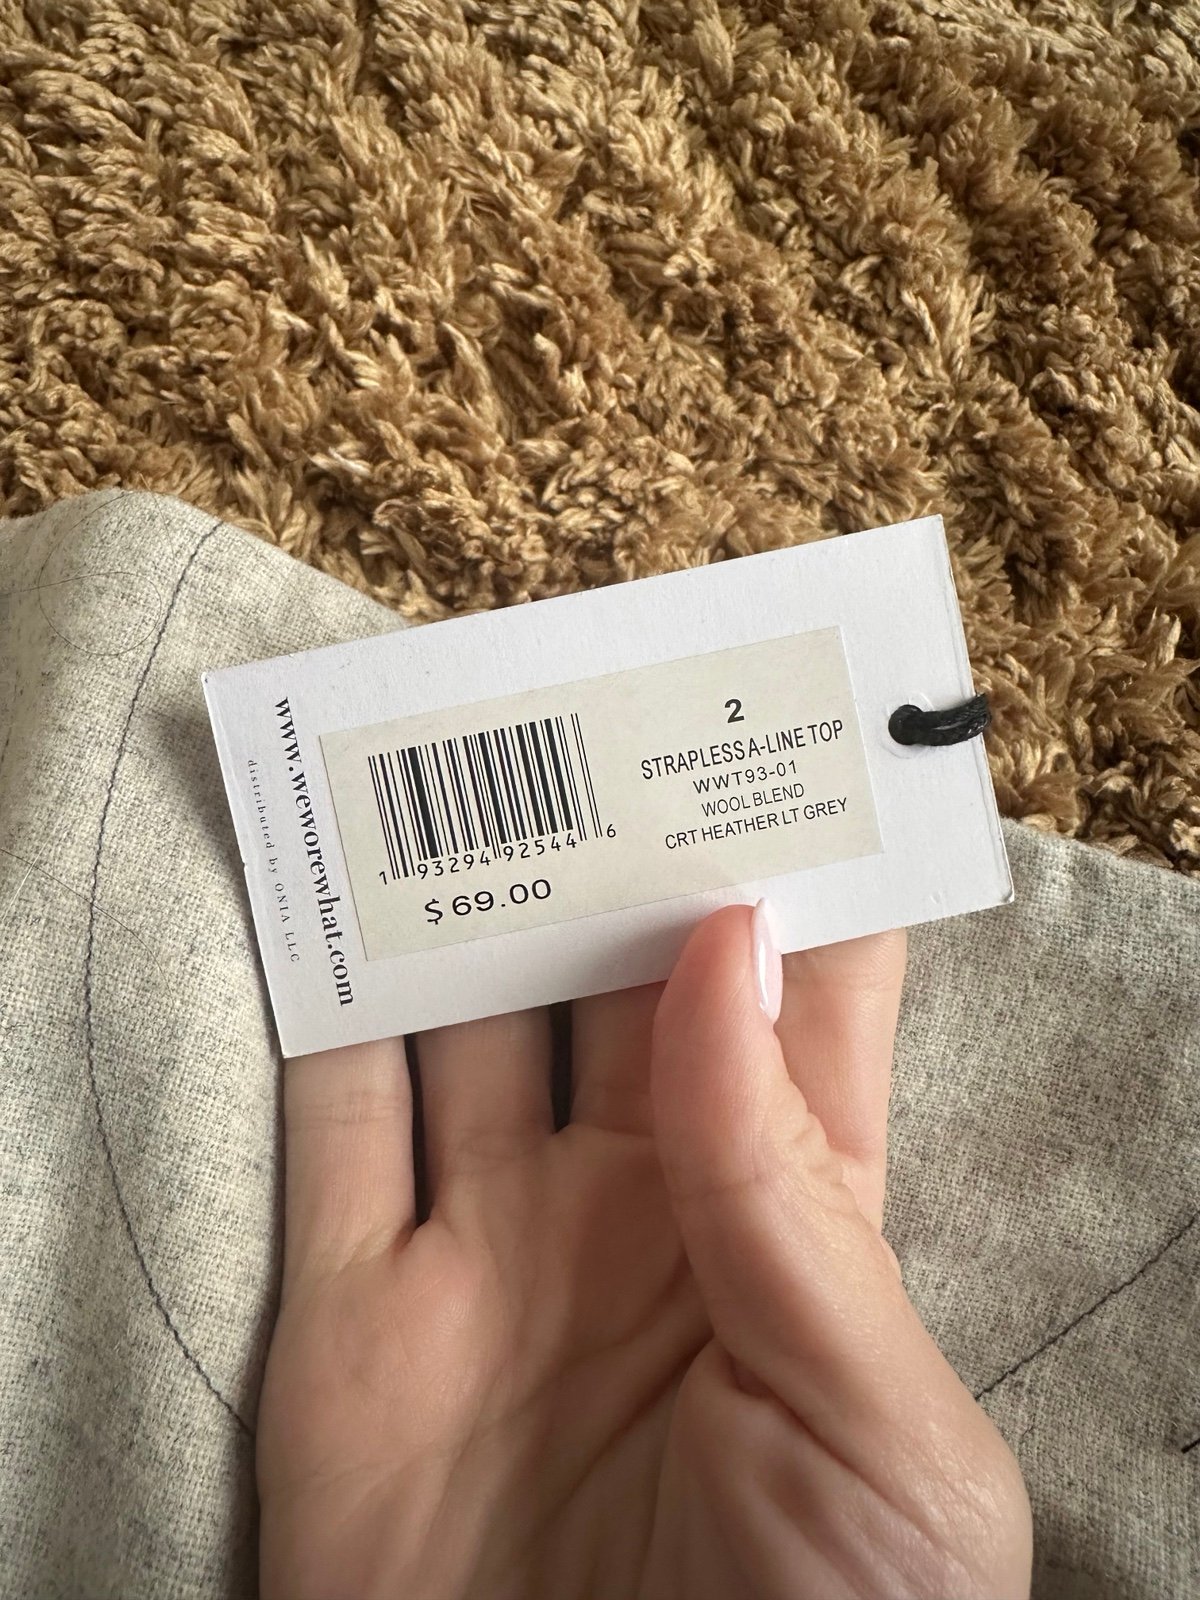 www.weworewhat.com
distributed by ONIA LLC
1 93294 92544 6
$ 69.00
2
STRAPLESS A-LINE TOP
WWT93-01
WOOL BLEND
CRT HEATHER LT GREY